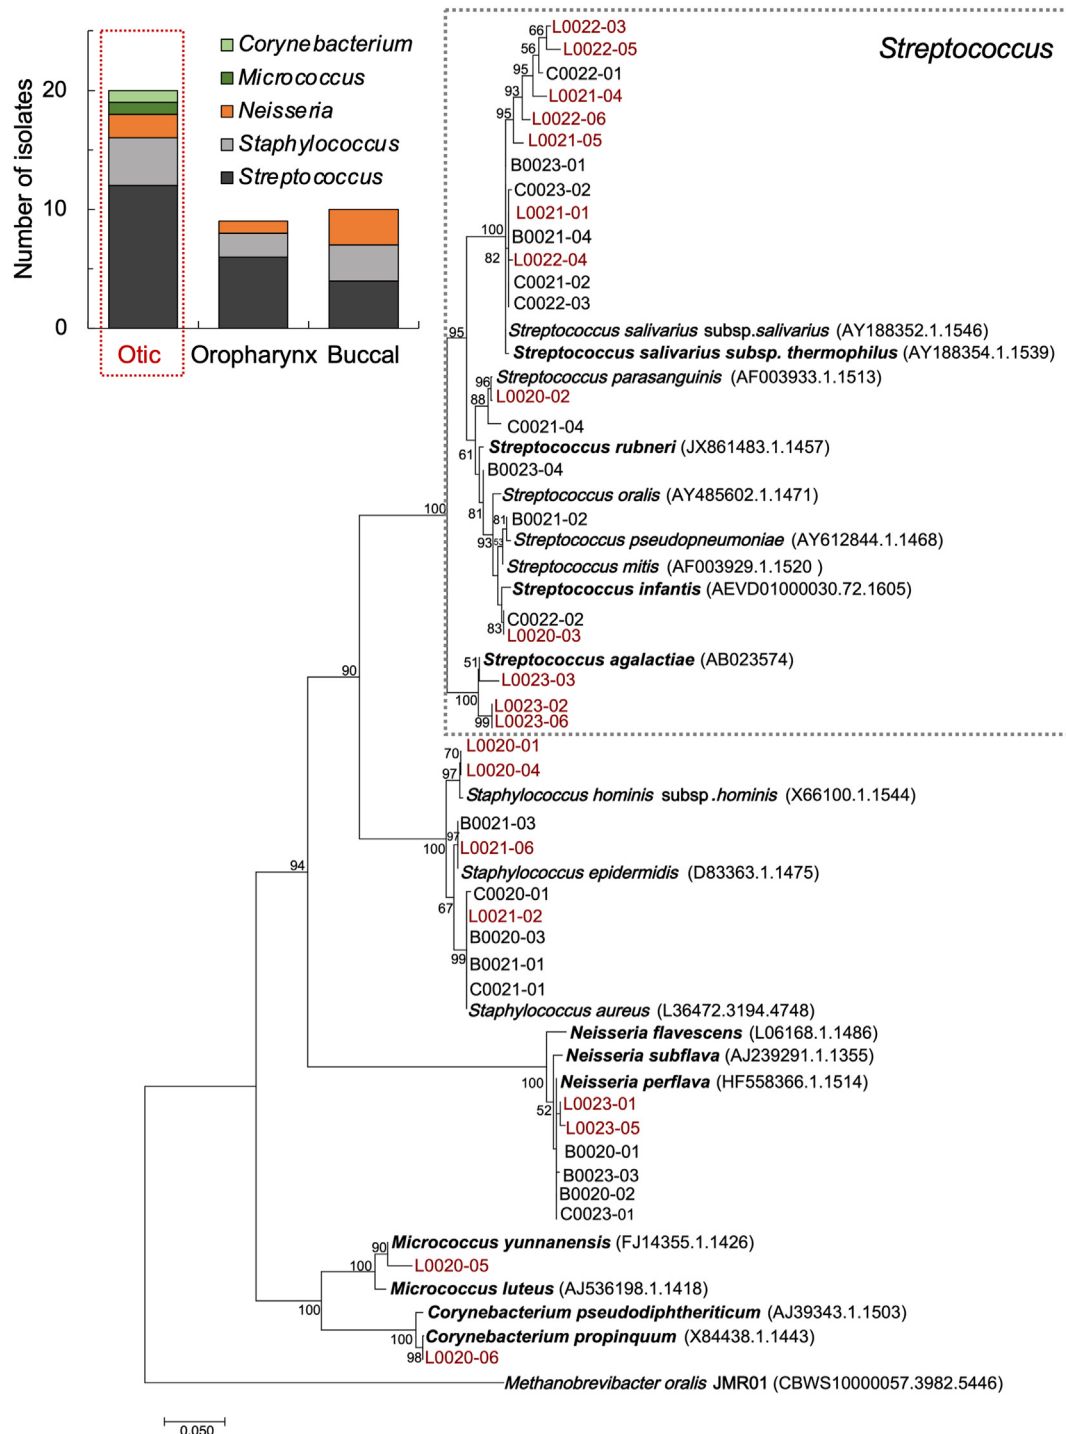 Number of isolates
20
10
0
Corynebacterium
Micrococcus
Neisseria
Staphylococcus
Streptococcus
Otic
Oropharynx
Buccal
Streptococcus
66
L0022-03
56
L0022-05
95
C0022-01
93
L0021-04
95
L0022-06
L0021-05
B0023-01
C0023-02
L0021-01
100
B0021-04
82
L0022-04
C0021-02
C0022-03
95
Streptococcus salivarius subsp.salivarius (AY188352.1.1546)
Streptococcus salivarius subsp. thermophilus (AY188354.1.1539)
96
Streptococcus parasanguinis (AF003933.1.1513)
88
L0020-02
C0021-04
61
Streptococcus rubneri (JX861483.1.1457)
B0023-04
Streptococcus oralis (AY485602.1.1471)
100
81
81
B0021-02
93
53
Streptococcus pseudopneumoniae (AY612844.1.1468)
Streptococcus mitis (AF003929.1.1520 )
Streptococcus infantis (AEVD01000030.72.1605)
C0022-02
83
L0020-03
51
Streptococcus agalactiae (AB023574)
90
L0023-03
100
L0023-02
99
L0023-06
70
L0020-01
97
L0020-04
Staphylococcus hominis subsp.hominis (X66100.1.1544)
B0021-03
100
97
L0021-06
94
Staphylococcus epidermidis (D83363.1.1475)
C0020-01
67
L0021-02
B0020-03
99
B0021-01
C0021-01
Staphylococcus aureus (L36472.3194.4748)
Neisseria flavescens (L06168.1.1486)
Neisseria subflava (AJ239291.1.1355)
100
Neisseria perflava (HF558366.1.1514)
52
L0023-01
L0023-05
B0020-01
B0023-03
B0020-02
C0023-01
90
Micrococcus yunnanensis (FJ14355.1.1426)
100
L0020-05
Micrococcus luteus (AJ536198.1.1418)
100
Corynebacterium pseudodiphtheriticum (AJ39343.1.1503)
100
Corynebacterium propinquum (X84438.1.1443)
98
L0020-06
Methanobrevibacter oralis JMR01 (CBWS10000057.3982.5446)
0.050